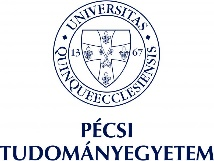 UNIVERSITAS
QUINQUEECCLESIENSIS
13 67
PÉCSI
TUDOMÁNYEGYETEM